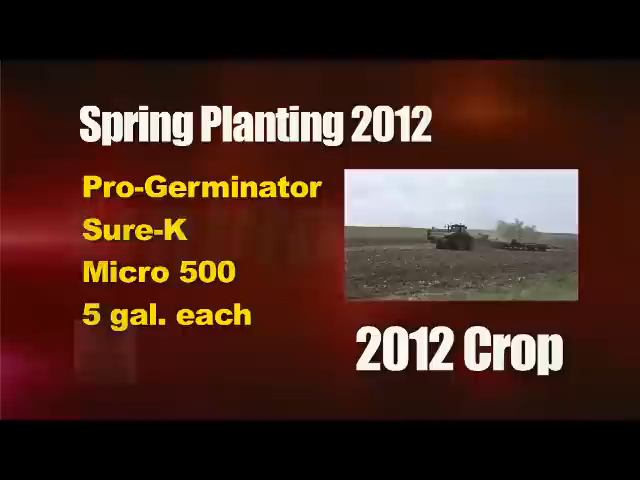 Spring Planting 2012
Pro-Germinator
Sure-K
Micro 500
5 gal. each
2012 Crop